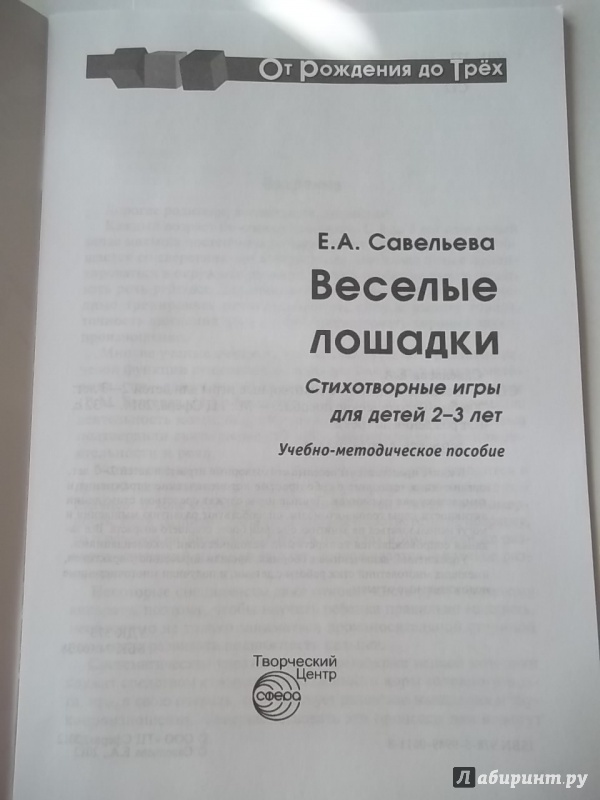 От Рождения до Трёх
Е.А. Савельева
Веселые
лошадки
Стихотворные игры
для детей 2–3 лет
Учебно-методическое пособие
Творческий
Центр
сфера
Лабиринт.ру